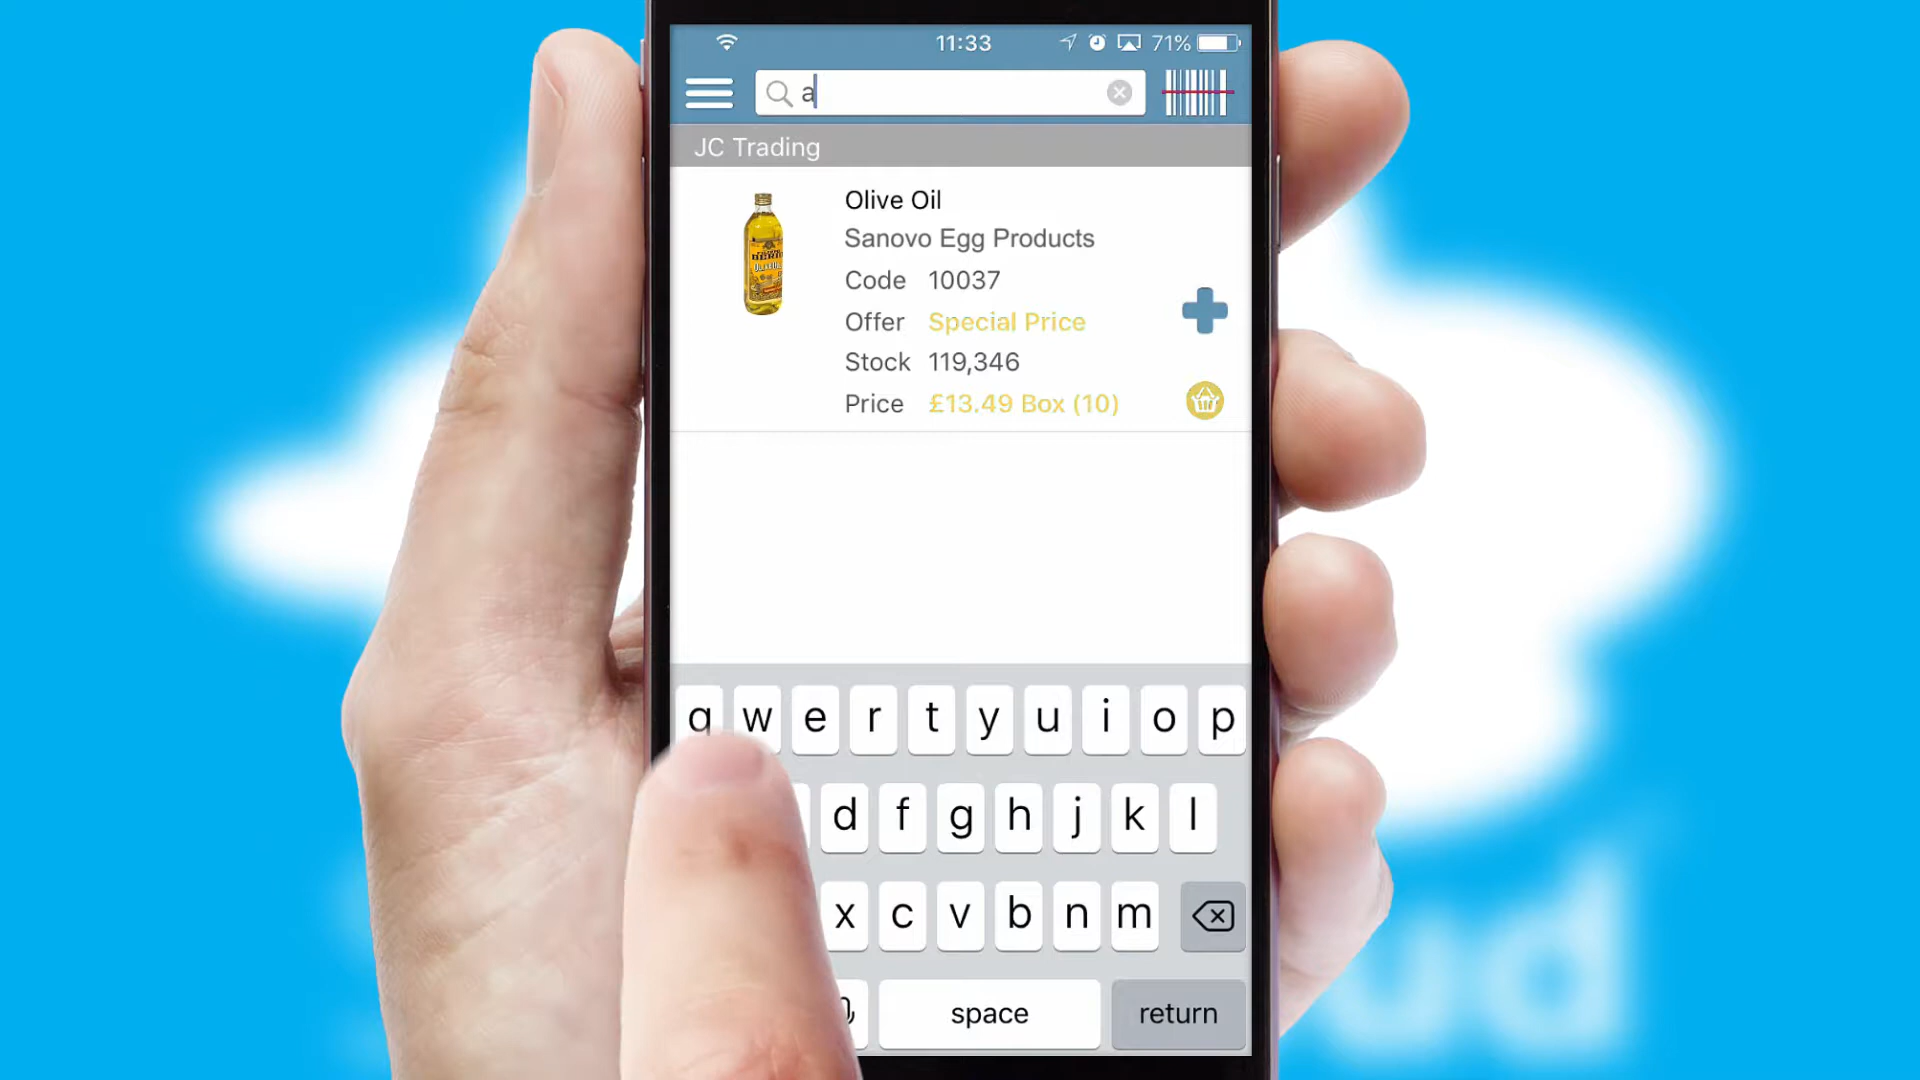 11:33 71%
a
JC Trading
Olive Oil
Sanovo Egg Products
Code 10037
Offer Special Price
Stock 119,346
Price £13.49 Box (10)
q w e r t y u i o p
d f g h j k l
x c v b n m
space return
ud